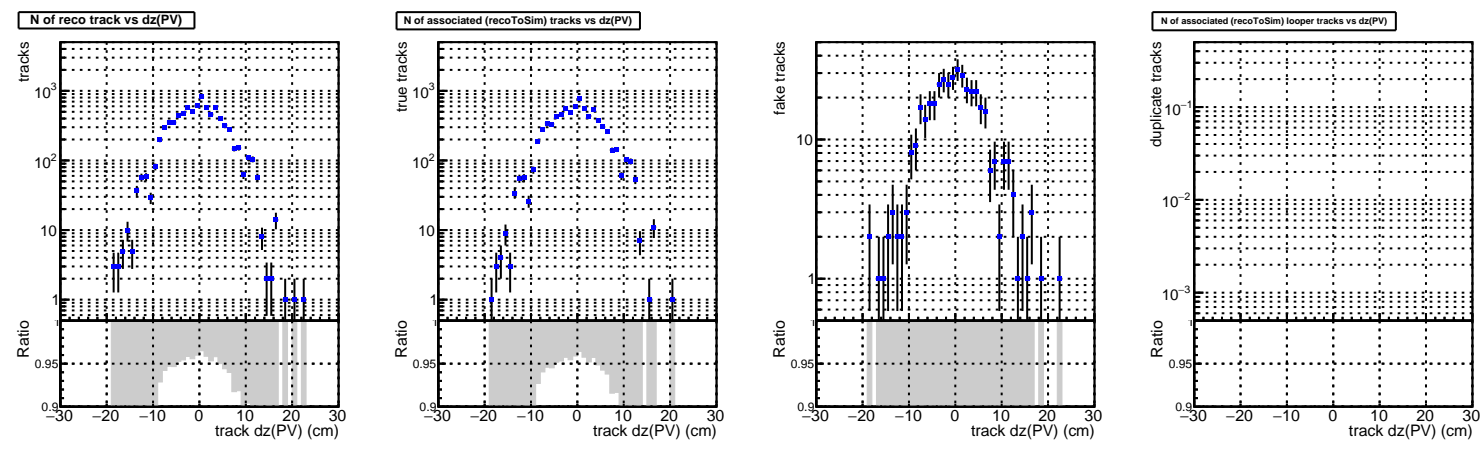 N of reco track vs dz(PV)
tracks
10³
10²
10
1
Ratio
1
0.95
0.9
−30 −20 −10 0 10 20 30
track dz(PV) (cm)
N of associated (recoToSim) tracks vs dz(PV)
true tracks
10³
10²
10
1
Ratio
1
0.95
0.9
−30 −20 −10 0 10 20 30
track dz(PV) (cm)
fake tracks
10
1
Ratio
1
0.95
0.9
−30 −20 −10 0 10 20 30
track dz(PV) (cm)
N of associated (recoToSim) looper tracks vs dz(PV)
duplicate tracks
10⁻¹
10⁻²
10⁻³
Ratio
1
0.95
0.9
−30 −20 −10 0 10 20 30
track dz(PV) (cm)